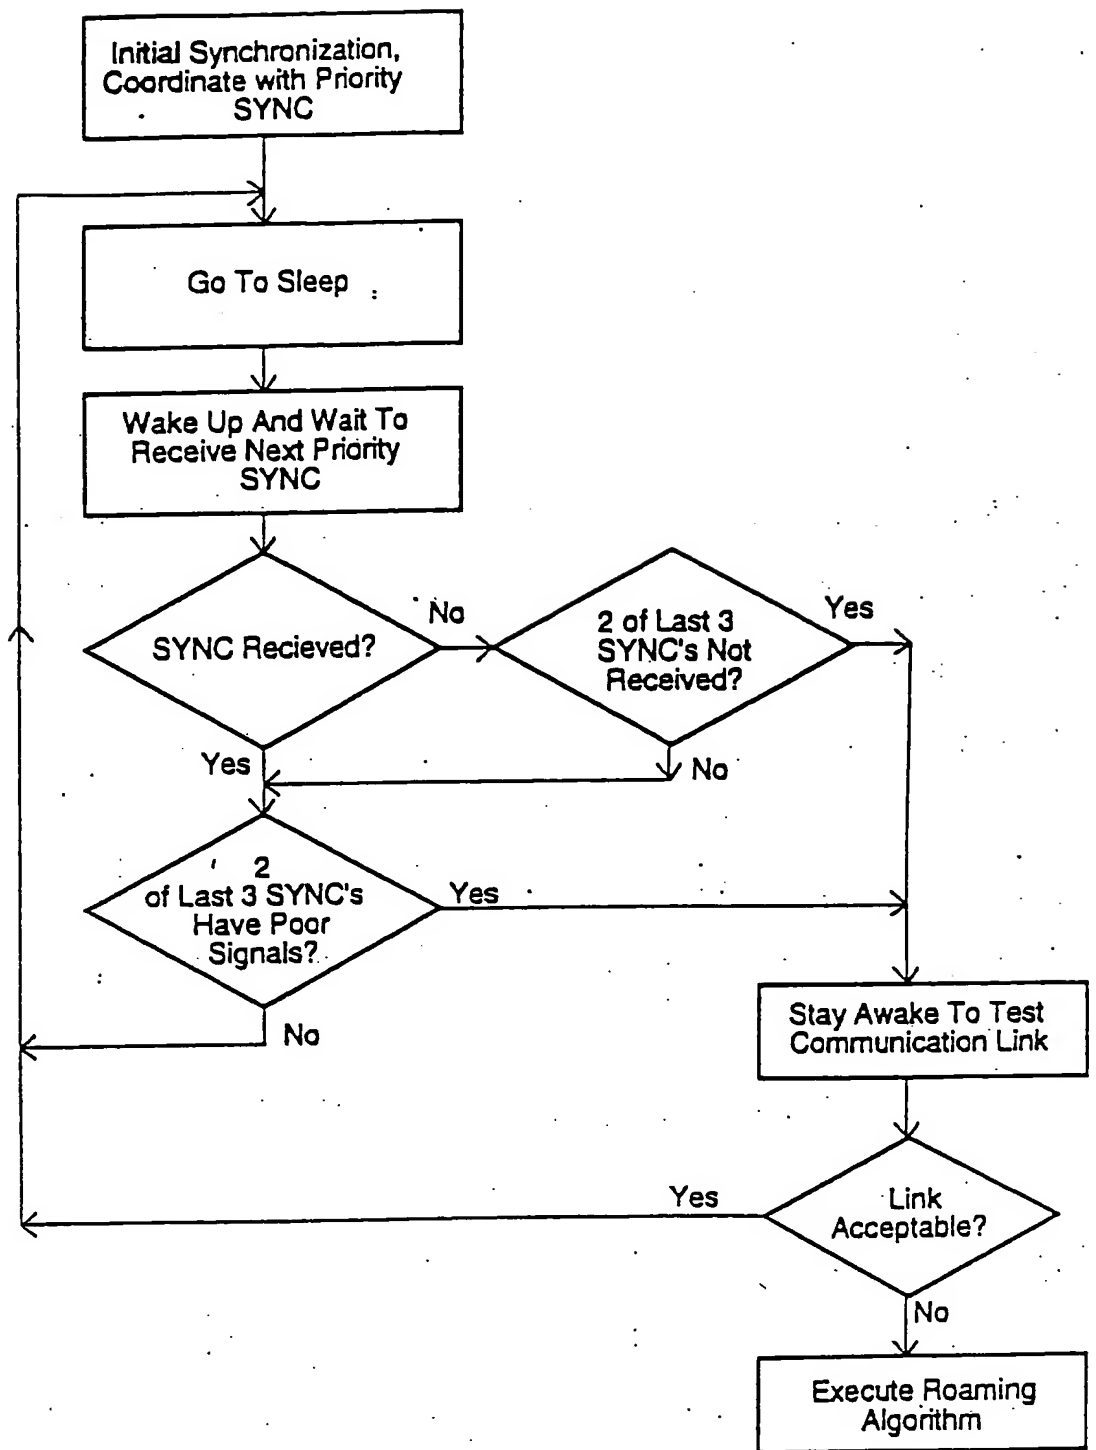 Initial Synchronization,
Coordinate with Priority
SYNC
Go To Sleep
Wake Up And Wait To
Receive Next Priority
SYNC
SYNC Recieved?
No
2 of Last 3
SYNC's Not
Received?
Yes
Yes
No
2
of Last 3 SYNC's
Have Poor
Signals?
Yes
No
Stay Awake To Test
Communication Link
Link
Acceptable?
Yes
No
Execute Roaming
Algorithm